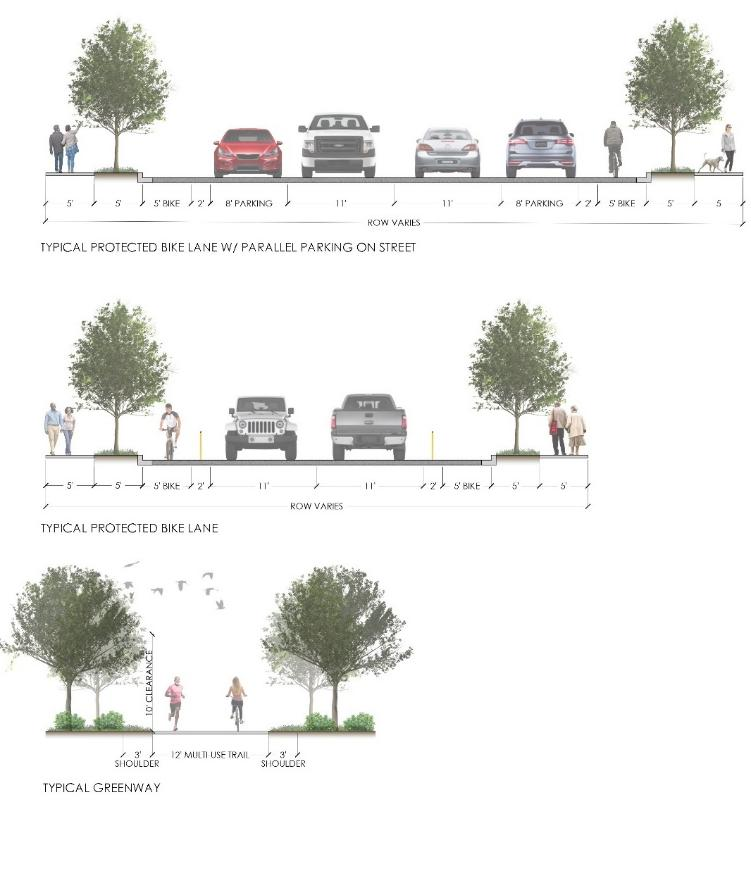 5' 5' 5' BIKE 2' 8' PARKING 11' 11' 8' PARKING 2' 5' BIKE 5' 5
ROW VARIES
TYPICAL PROTECTED BIKE LANE W/ PARALLEL PARKING ON STREET
5' 5' 5' BIKE 2' 11' 11' 2' 5' BIKE 5' 5'
ROW VARIES
TYPICAL PROTECTED BIKE LANE
10' CLEARANCE
3' 12' MULTI USE TRAIL 3'
SHOULDER SHOULDER
TYPICAL GREENWAY